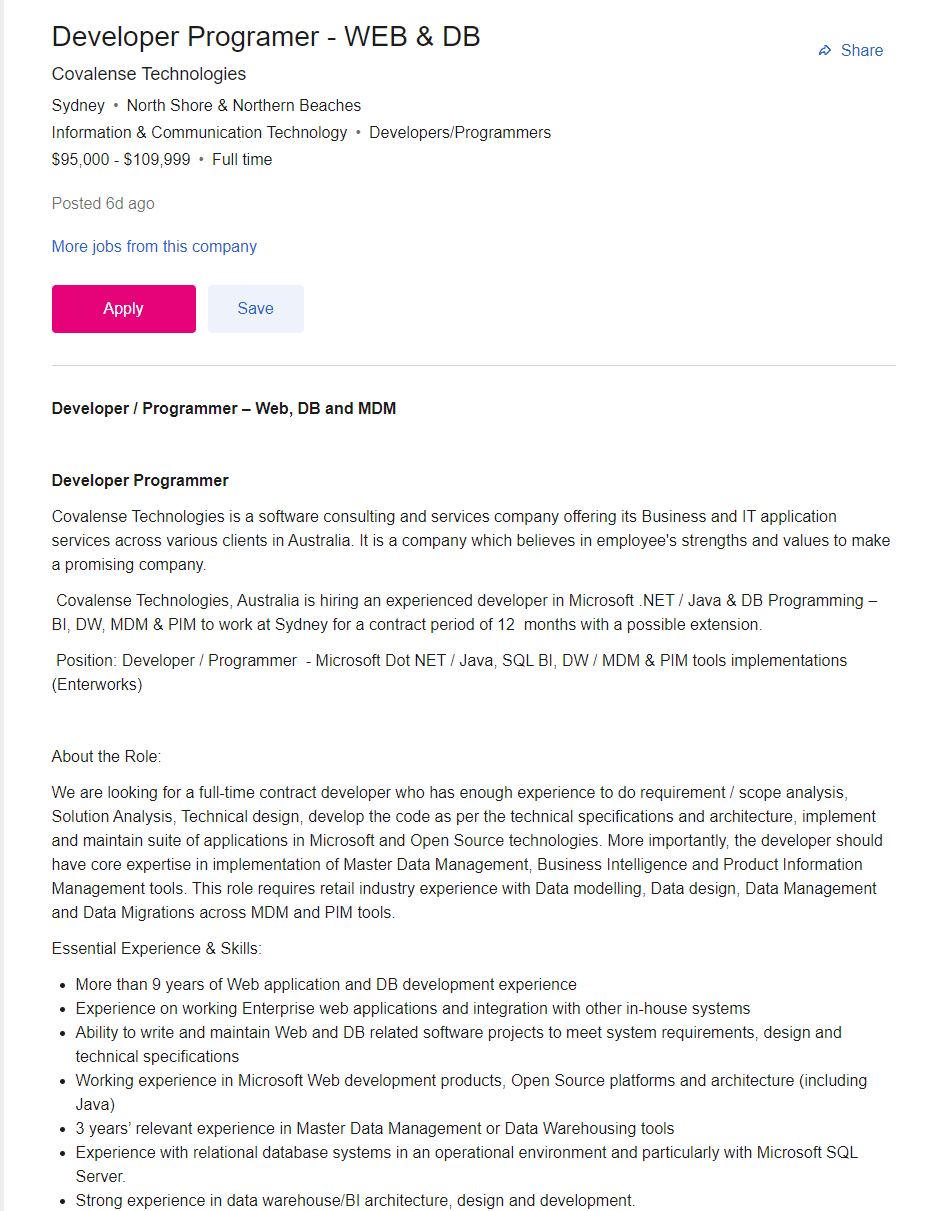 Developer Programer - WEB & DB
Share
Covalense Technologies
Sydney • North Shore & Northern Beaches
Information & Communication Technology • Developers/Programmers
$95,000 - $109,999 • Full time
Posted 6d ago
More jobs from this company
Apply
Save
Developer / Programmer – Web, DB and MDM
Developer Programmer
Covalense Technologies is a software consulting and services company offering its Business and IT application
services across various clients in Australia. It is a company which believes in employee's strengths and values to make
a promising company.
Covalense Technologies, Australia is hiring an experienced developer in Microsoft .NET / Java & DB Programming –
BI, DW, MDM & PIM to work at Sydney for a contract period of 12  months with a possible extension.
Position: Developer / Programmer  - Microsoft Dot NET / Java, SQL BI, DW / MDM & PIM tools implementations
(Enterworks)
About the Role:
We are looking for a full-time contract developer who has enough experience to do requirement / scope analysis,
Solution Analysis, Technical design, develop the code as per the technical specifications and architecture, implement
and maintain suite of applications in Microsoft and Open Source technologies. More importantly, the developer should
have core expertise in implementation of Master Data Management, Business Intelligence and Product Information
Management tools. This role requires retail industry experience with Data modelling, Data design, Data Management
and Data Migrations across MDM and PIM tools.
Essential Experience & Skills:
• More than 9 years of Web application and DB development experience
• Experience on working Enterprise web applications and integration with other in-house systems
• Ability to write and maintain Web and DB related software projects to meet system requirements, design and
technical specifications
• Working experience in Microsoft Web development products, Open Source platforms and architecture (including
Java)
• 3 years’ relevant experience in Master Data Management or Data Warehousing tools
• Experience with relational database systems in an operational environment and particularly with Microsoft SQL
Server.
• Strong experience in data warehouse/BI architecture, design and development.